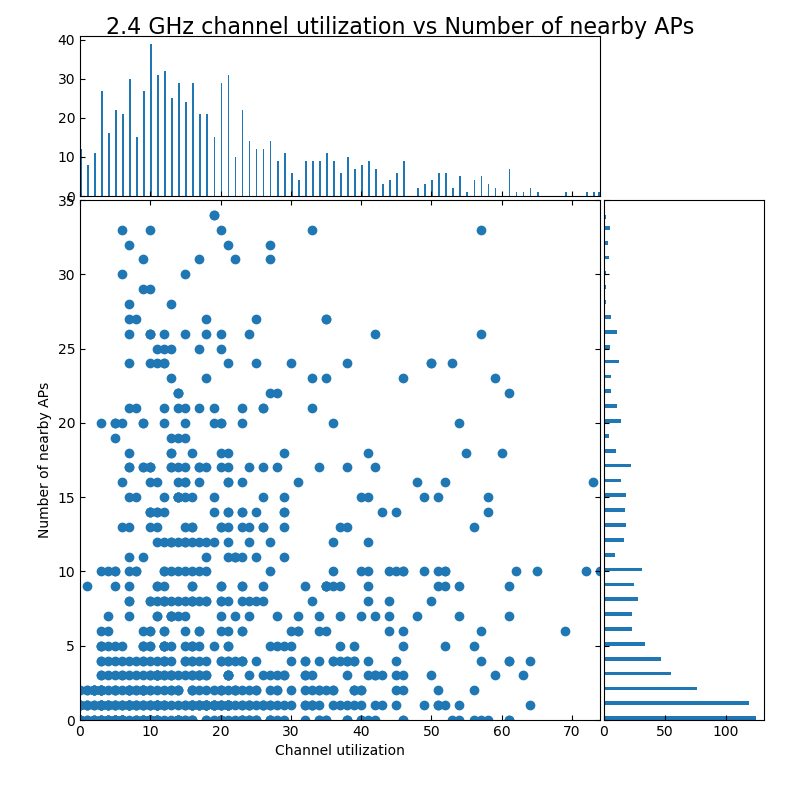 2.4 GHz channel utilization vs Number of nearby APs
40
30
20
10
0
35
30
25
20
15
10
5
0
Number of nearby APs
0 10 20 30 40 50 60 70
Channel utilization
0 50 100